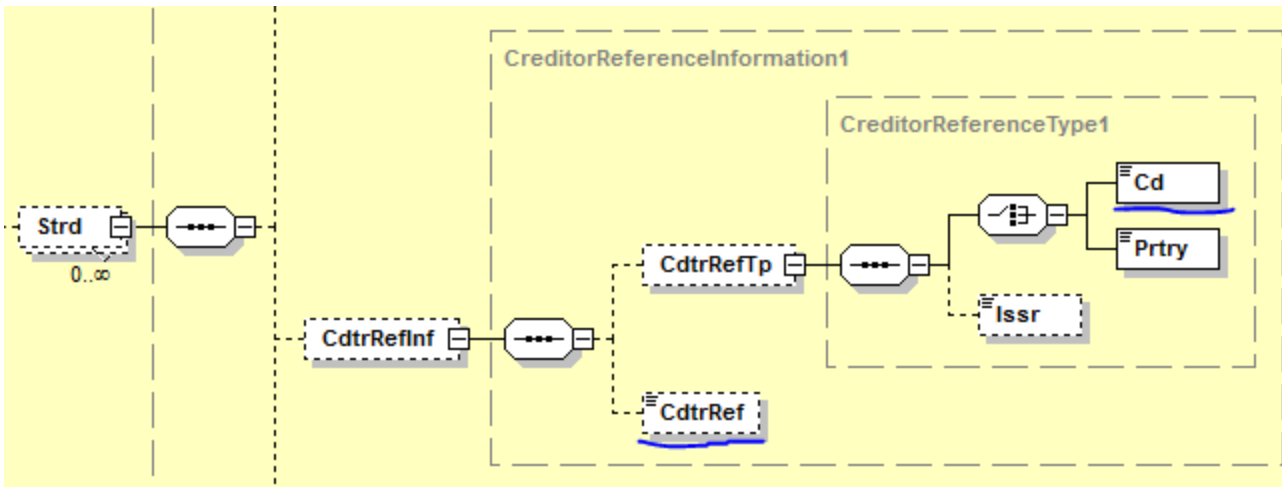 CreditorReferenceInformation1
CreditorReferenceType1
Cd
Strd
0..∞
Prtry
CdtrRefTp
Issr
CdtrRefInf
CdtrRef